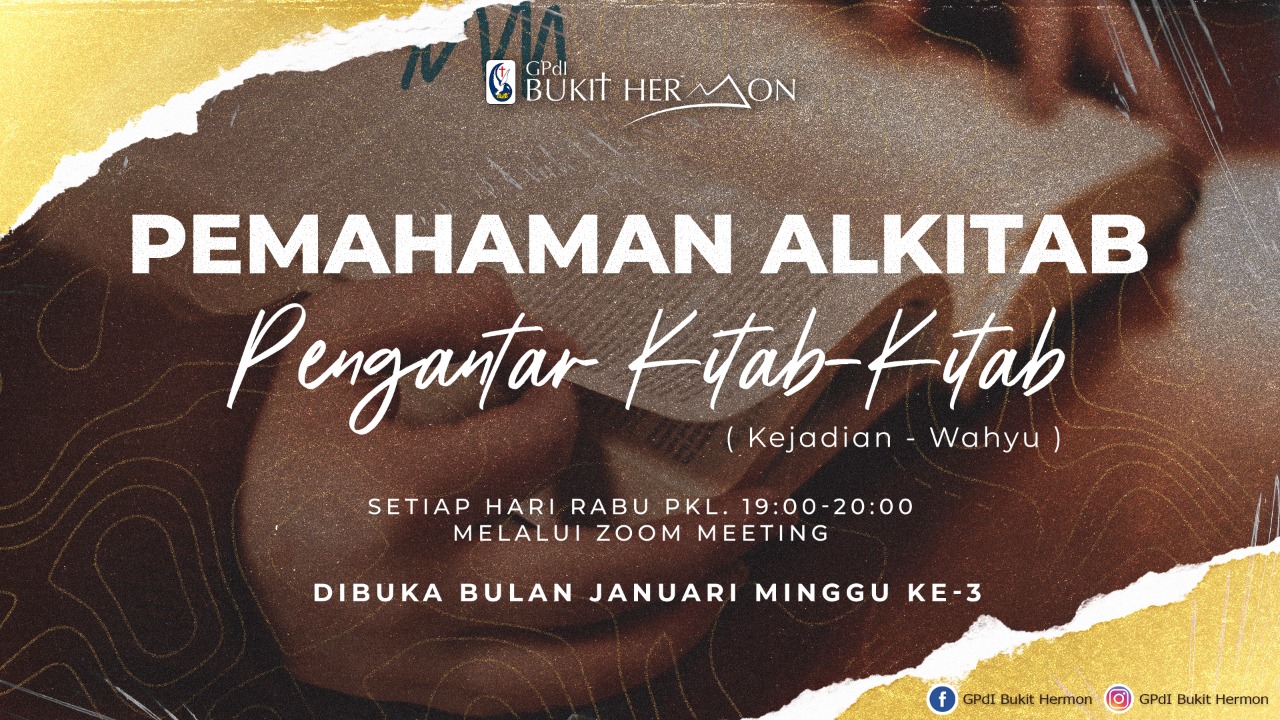 GPdI
BUKIT HERMON
PEMAHAMAN ALKITAB
Pengantar Kitab-Kitab
( Kejadian - Wahyu )
SETIAP HARI RABU PKL. 19:00-20:00
MELALUI ZOOM MEETING
DIBUKA BULAN JANUARI MINGGU KE-3
GPdI Bukit Hermon GPdI Bukit Hermon